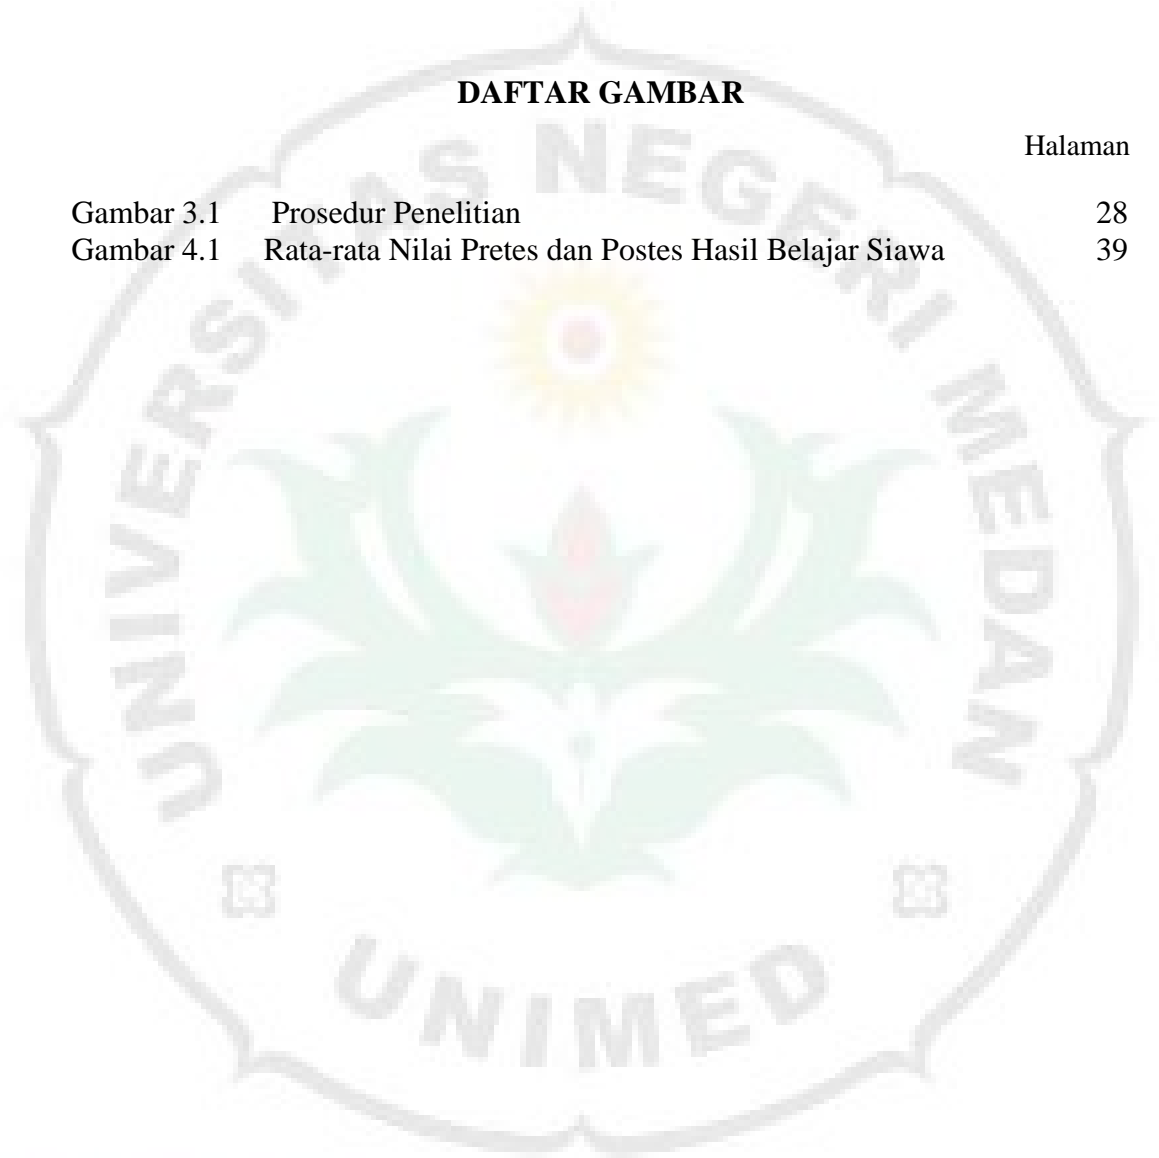 DAFTAR GAMBAR
Halaman
Gambar 3.1 Prosedur Penelitian 28
Gambar 4.1 Rata-rata Nilai Pretes dan Postes Hasil Belajar Siawa 39
UNIVERSITAS NEGERI MEDAN
UNIMED